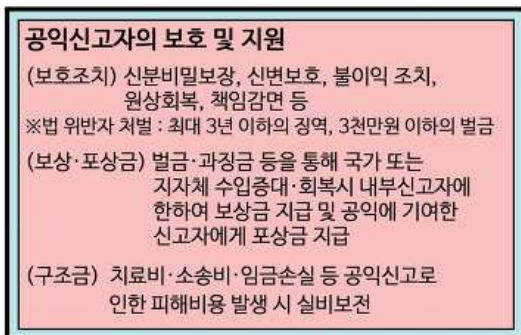 공익신고자의 보호 및 지원
(보호조치) 신분비밀보장, 신변보호, 불이익 조치,
원상회복, 책임감면 등
※법 위반자 처벌 : 최대 3년 이하의 징역, 3천만원 이하의 벌금
(보상·포상금) 벌금·과징금 등을 통해 국가 또는
지자체 수입증대·회복시 내부신고자에
한하여 보상금 지급 및 공익에 기여한
신고자에게 포상금 지급
(구조금) 치료비·소송비·임금손실 등 공익신고로
인한 피해비용 발생 시 실비보전